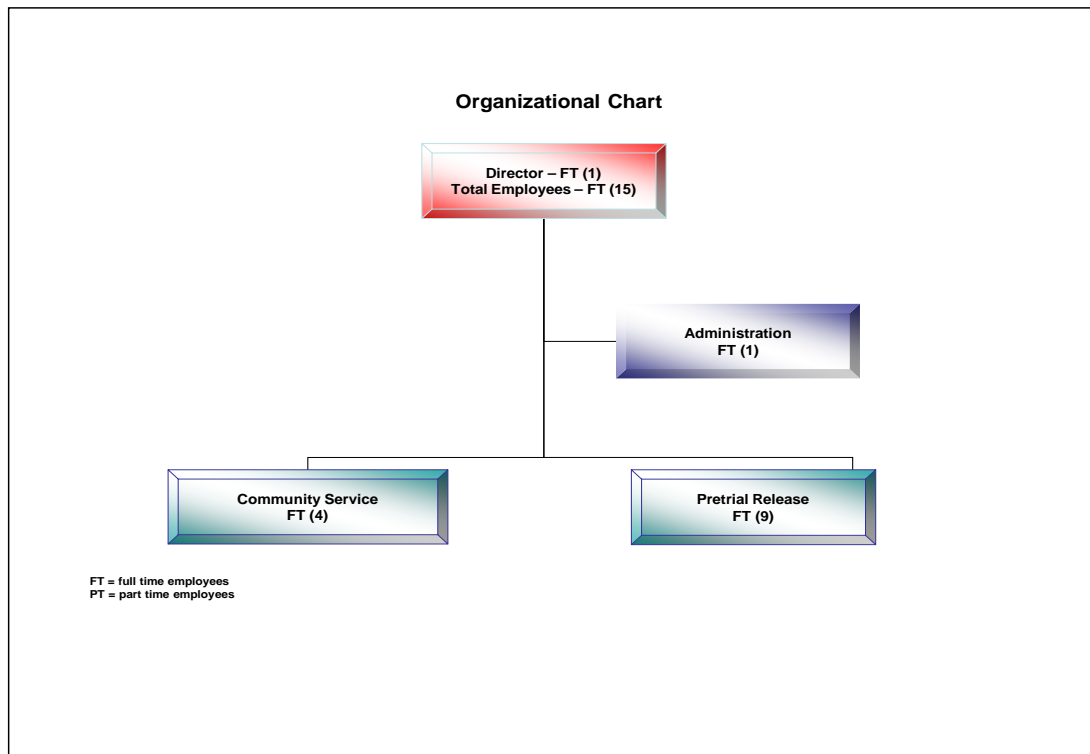 Organizational Chart
Director – FT (1)
Total Employees – FT (15)
Administration
FT (1)
Community Service
FT (4)
Pretrial Release
FT (9)
FT = full time employees
PT = part time employees